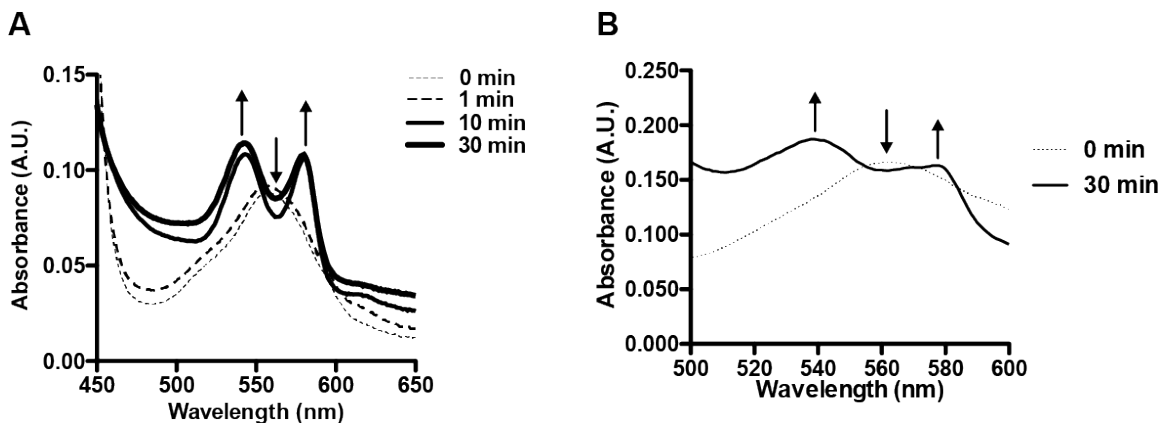 A
Absorbance (A.U.)
0.15
0.10
0.05
0.00
450
500
550
600
650
Wavelength (nm)
0 min
1 min
10 min
30 min
B
Absorbance (A.U.)
0.250
0.200
0.150
0.100
0.050
0.000
500
520
540
560
580
600
Wavelength (nm)
0 min
30 min